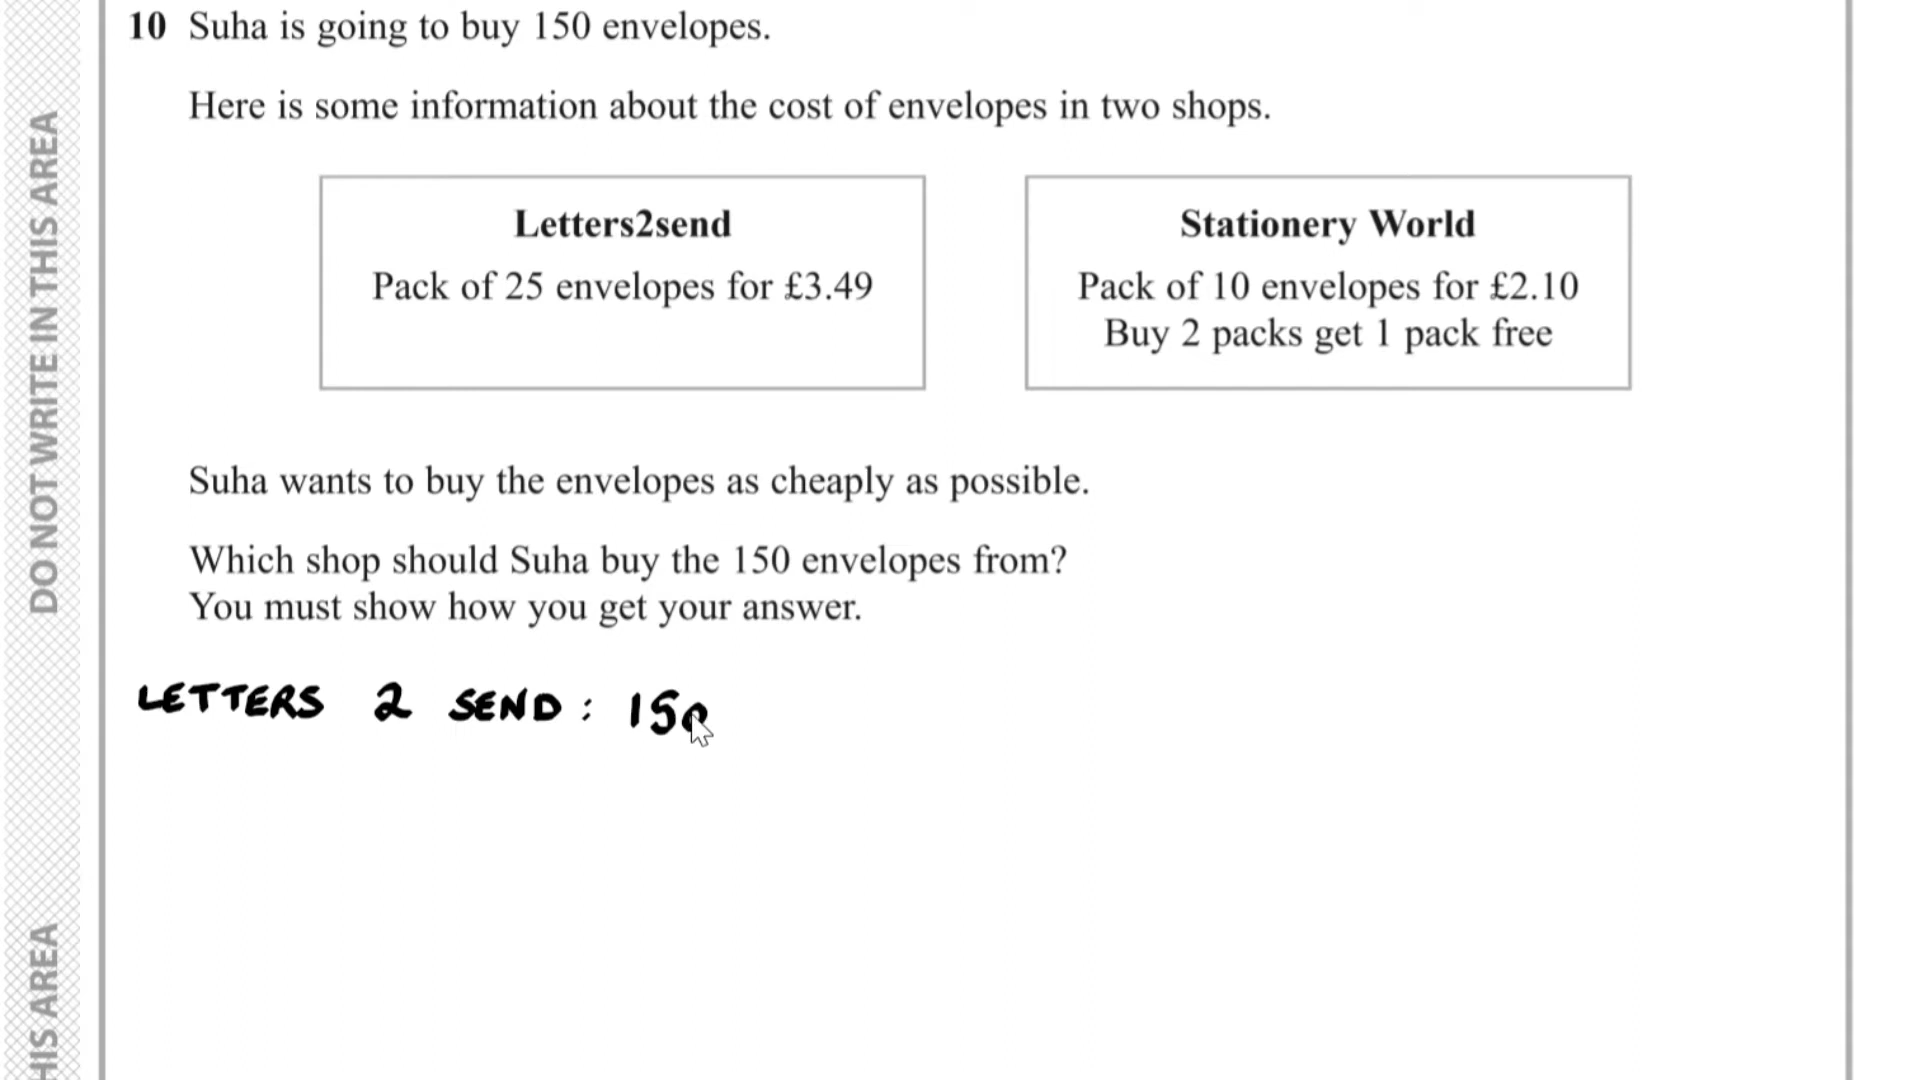 DO NOT WRITE IN THIS AREA
HIS AREA
10 Suha is going to buy 150 envelopes.
Here is some information about the cost of envelopes in two shops.
Letters2send
Pack of 25 envelopes for £3.49
Stationery World
Pack of 10 envelopes for £2.10
Buy 2 packs get 1 pack free
Suha wants to buy the envelopes as cheaply as possible.
Which shop should Suha buy the 150 envelopes from?
You must show how you get your answer.
LETTERS 2 SEND: 150